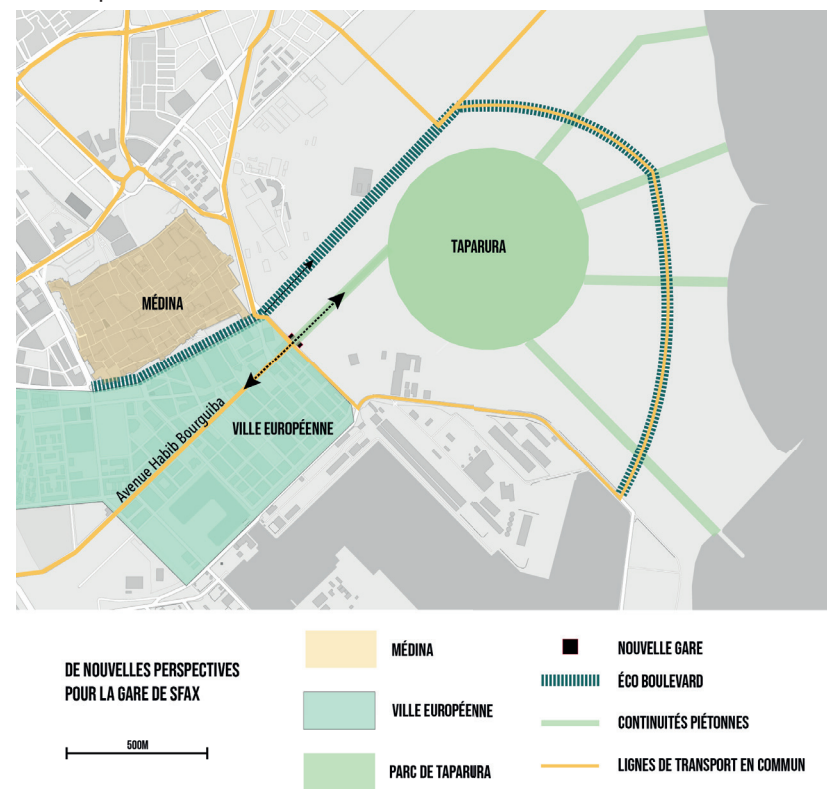 TAPARURA
MÉDINA
VILLE EUROPÉENNE
Avenue Habib Bourguiba
DE NOUVELLES PERSPECTIVES
POUR LA GARE DE SFAX
500M
MÉDINA
VILLE EUROPÉENNE
PARC DE TAPARURA
NOUVELLE GARE
ÉCO BOULEVARD
CONTINUITÉS PIÉTONNES
LIGNES DE TRANSPORT EN COMMUN